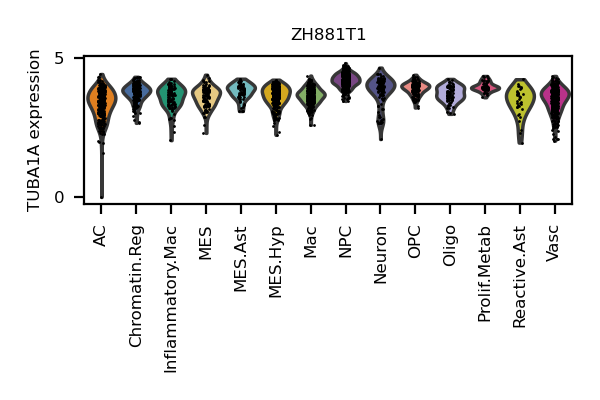 ZH881T1
TUBA1A expression
5
0
AC
Chromatin.Reg
Inflammatory.Mac
MES
MES.Ast
MES.Hyp
Mac
NPC
Neuron
OPC
Oligo
Prolif.Metab
Reactive.Ast
Vasc